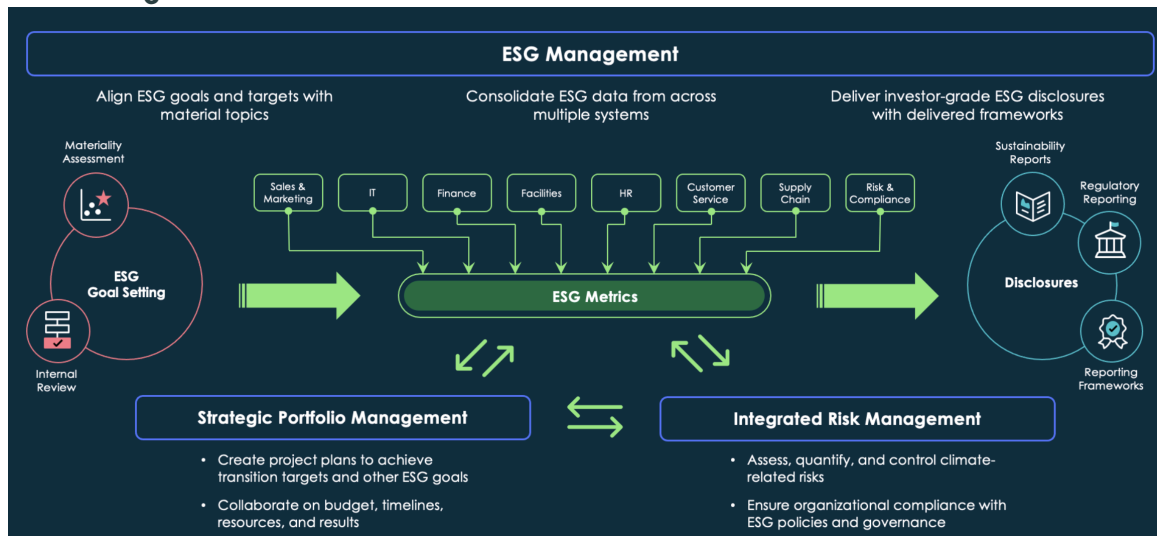 ESG Management
Align ESG goals and targets with
material topics
Consolidate ESG data from across
multiple systems
Deliver investor-grade ESG disclosures
with delivered frameworks
Materiality
Assessment
ESG
Goal Setting
Internal
Review
Sales &
Marketing
IT
Finance
Facilities
HR
Customer
Service
Supply
Chain
Risk &
Compliance
ESG Metrics
Sustainability
Reports
Regulatory
Reporting
Disclosures
Reporting
Frameworks
Strategic Portfolio Management
• Create project plans to achieve
transition targets and other ESG goals
• Collaborate on budget, timelines,
resources, and results
Integrated Risk Management
• Assess, quantify, and control climate-
related risks
• Ensure organizational compliance with
ESG policies and governance